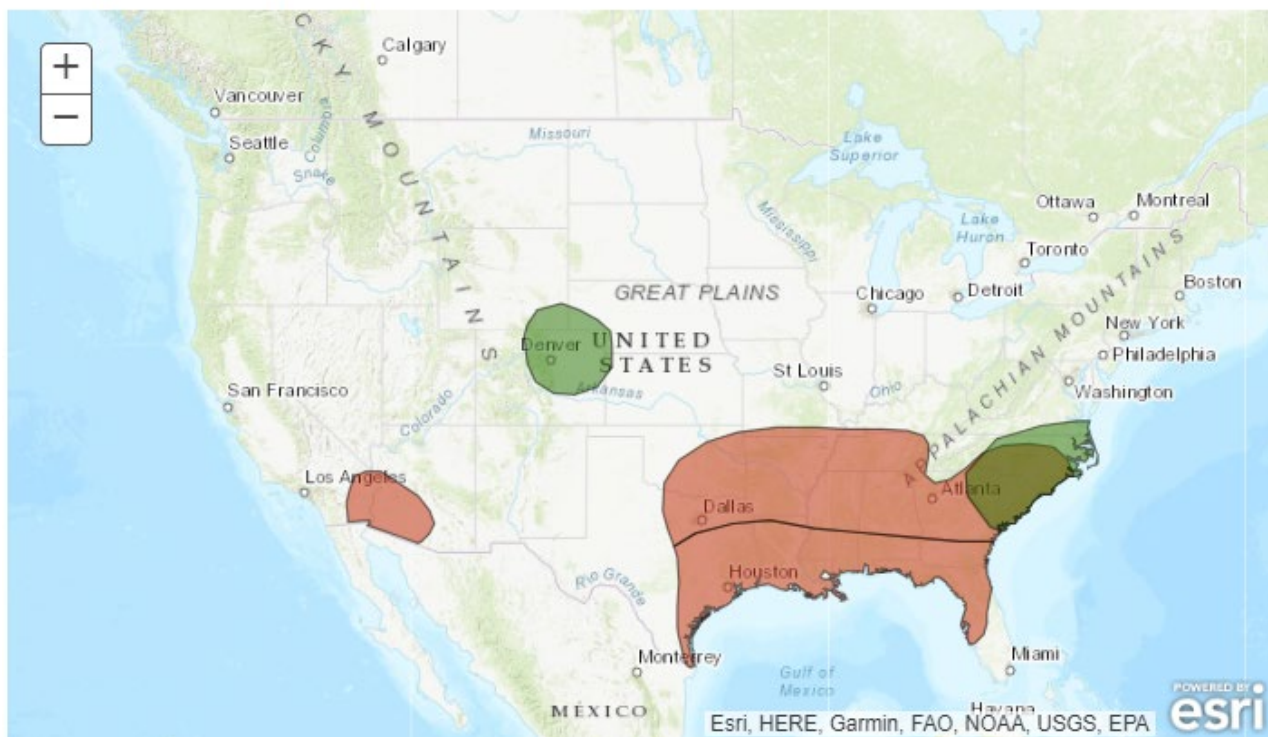 +
−
Calgary
Vancouver
Seattle
Columbia
Snake
CKY MOUNTAINS
Missouri
Lake
Superior
Mississippi
Lake
Huron
Ottawa
Montreal
Toronto
Boston
Chicago
Detroit
New York
Philadelphia
Washington
APPALACHIAN MOUNTAINS
GREAT PLAINS
UNITED
STATES
Denver
Arkansas
St Louis
Ohio
San Francisco
Colorado
Los Angeles
Dallas
Atlanta
Houston
Rio Grande
Monterrey
Gulf of
Mexico
Miami
Havana
MÉXICO
Esri, HERE, Garmin, FAO, NOAA, USGS, EPA
POWERED BY
esri